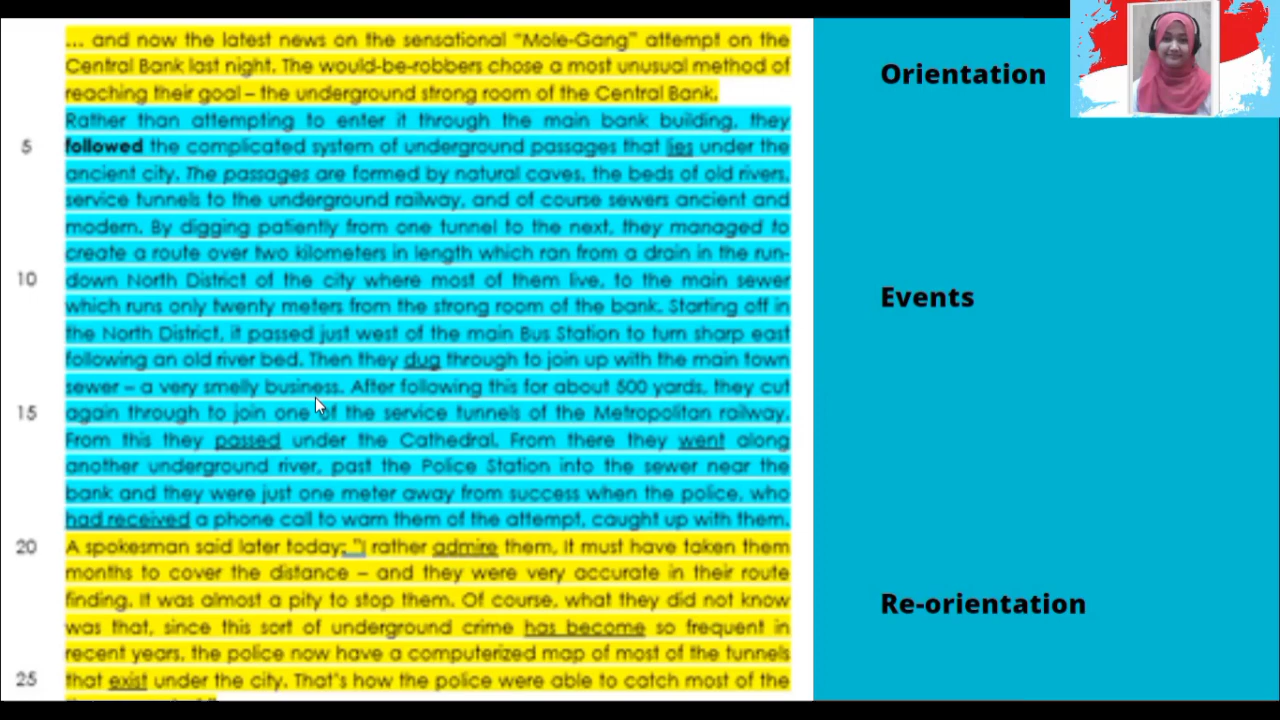 ... and now the latest news on the sensational “Mole-Gang” attempt on the
Central Bank last night. The would-be-robbers chose a most unusual method of
reaching their goal – the underground strong room of the Central Bank.
Rather than attempting to enter it through the main bank building, they
5 followed the complicated system of underground passages that lies under the
ancient city. The passages are formed by natural caves, the beds of old rivers,
service tunnels to the underground railway, and of course sewers ancient and
modern. By digging patiently from one tunnel to the next, they managed to
create a route over two kilometers in length which ran from a drain in the run-
10 down North District of the city where most of them live, to the main sewer
which runs only twenty meters from the strong room of the bank. Starting off in
the North District, it passed just west of the main Bus Station to turn sharp east
following an old river bed. Then they dug through to join up with the main town
sewer – a very smelly business. After following this for about 500 yards, they cut
15 again through to join one of the service tunnels of the Metropolitan railway.
From this they passed under the Cathedral. From there they went along
another underground river, past the Police Station into the sewer near the
bank and they were just one meter away from success when the police, who
had received a phone call to warn them of the attempt, caught up with them.
20 A spokesman said later today: "I rather admire them. It must have taken them
months to cover the distance – and they were very accurate in their route
finding. It was almost a pity to stop them. Of course, what they did not know
was that, since this sort of underground crime has become so frequent in
recent years, the police now have a computerized map of most of the tunnels
25 that exist under the city. That's how the police were able to catch most of the
Orientation
Events
Re-orientation